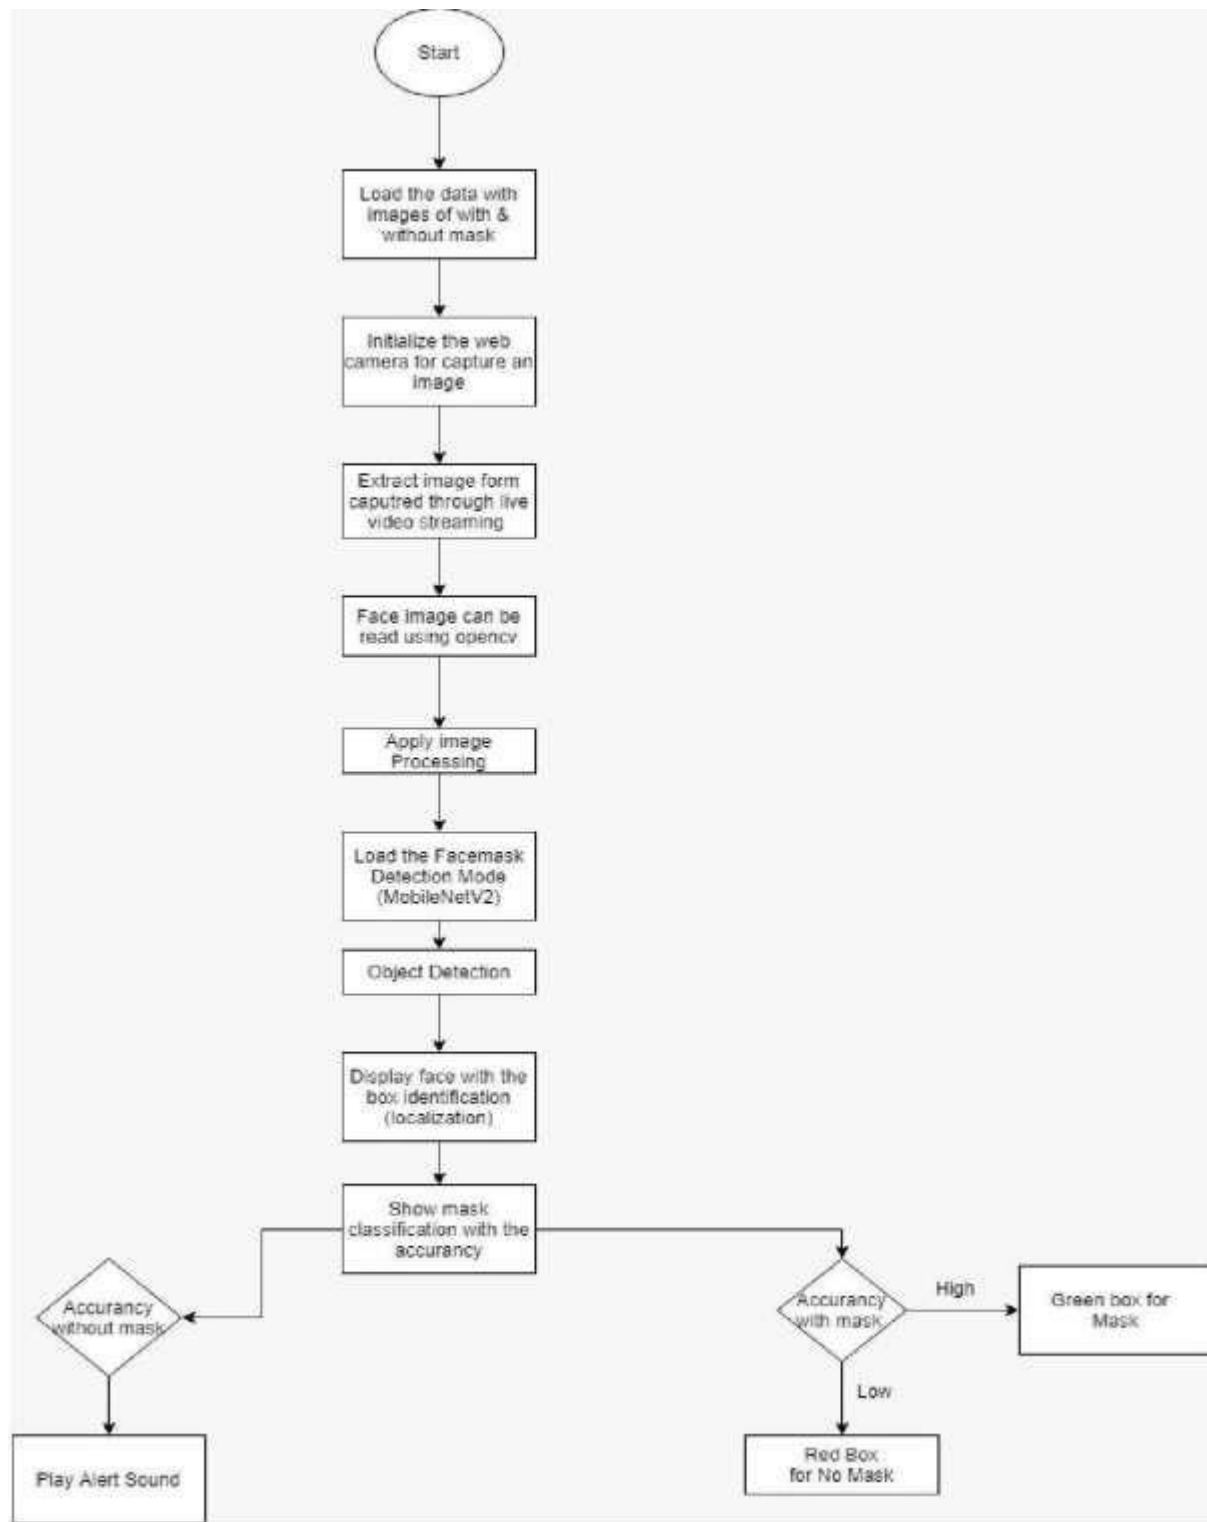 Start
Load the data with
images of with &
without mask
Initialize the web
camera for capture an
image
Extract image form
caputred through live
video streaming
Face image can be
read using opencv
Apply image
Processing
Load the Facemask
Detection Mode
(MobileNetV2)
Object Detection
Display face with the
box identification
(localization)
Show mask
classification with the
accurancy
Accurancy
without mask
Accurancy
with mask
High
Green box for
Mask
Low
Play Alert Sound
Red Box
for No Mask